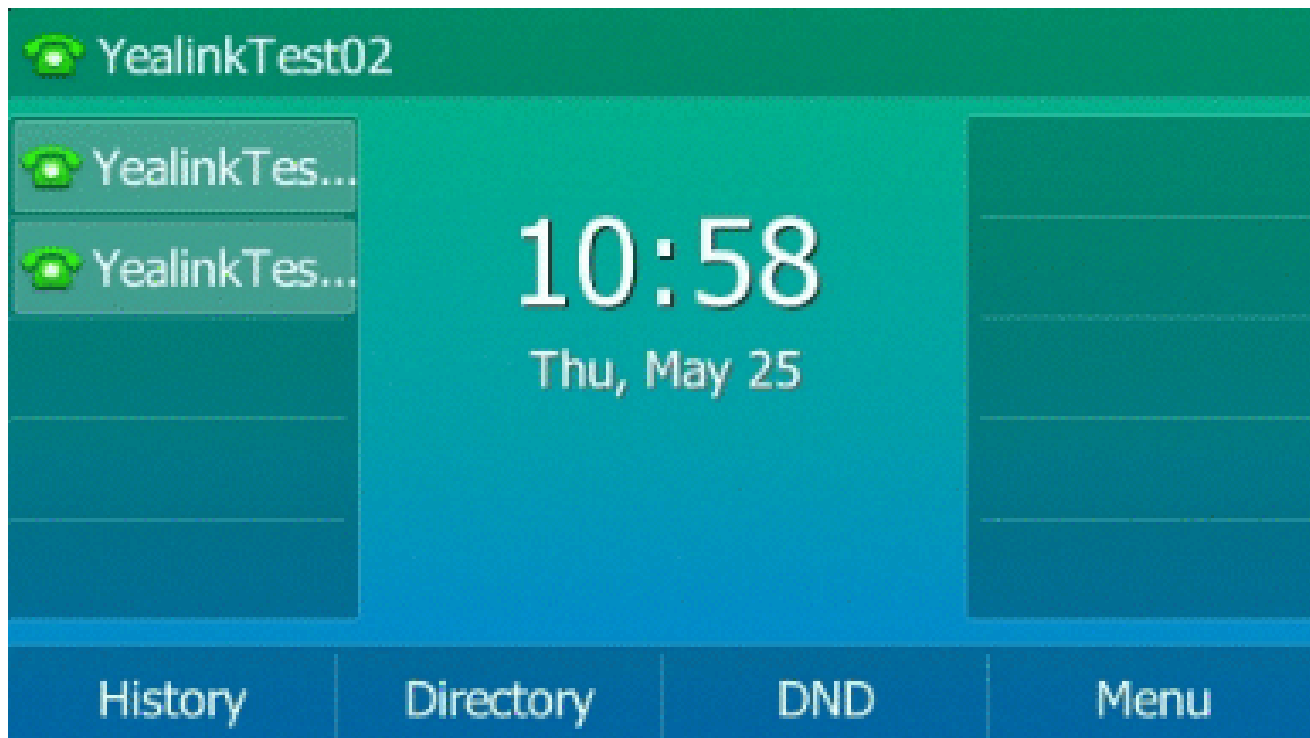 YealinkTest02
YealinkTes...
YealinkTes...
10:58
Thu, May 25
History Directory DND Menu